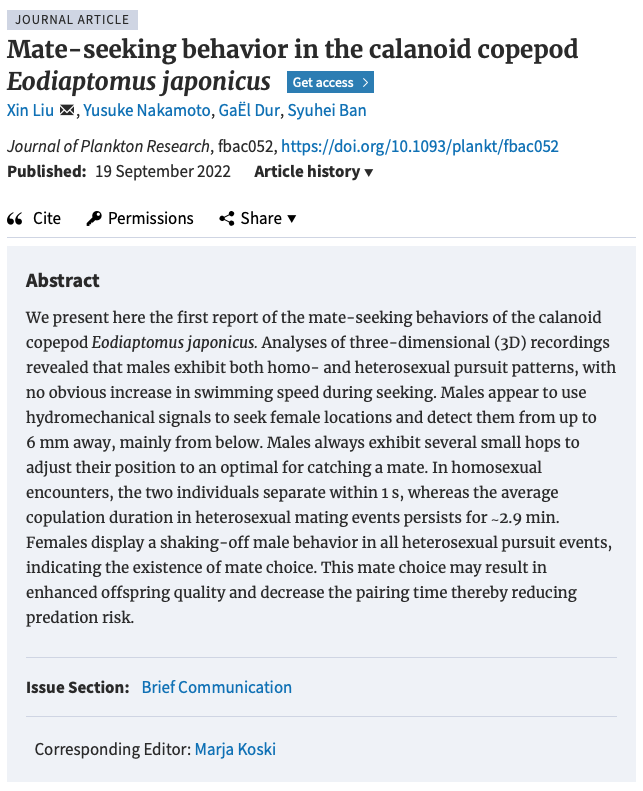 JOURNAL ARTICLE
Mate-seeking behavior in the calanoid copepod
Eodiaptomus japonicus Get access >
Xin Liu ✉, Yusuke Nakamoto, GaËl Dur, Syuhei Ban
Journal of Plankton Research, fbac052, https://doi.org/10.1093/plankt/fbac052
Published: 19 September 2022 Article history ▼
Cite Permissions Share ▼
Abstract
We present here the first report of the mate-seeking behaviors of the calanoid
copepod Eodiaptomus japonicus. Analyses of three-dimensional (3D) recordings
revealed that males exhibit both homo- and heterosexual pursuit patterns, with
no obvious increase in swimming speed during seeking. Males appear to use
hydromechanical signals to seek female locations and detect them from up to
6 mm away, mainly from below. Males always exhibit several small hops to
adjust their position to an optimal for catching a mate. In homosexual
encounters, the two individuals separate within 1 s, whereas the average
copulation duration in heterosexual mating events persists for ~2.9 min.
Females display a shaking-off male behavior in all heterosexual pursuit events,
indicating the existence of mate choice. This mate choice may result in
enhanced offspring quality and decrease the pairing time thereby reducing
predation risk.
Issue Section: Brief Communication
Corresponding Editor: Marja Koski